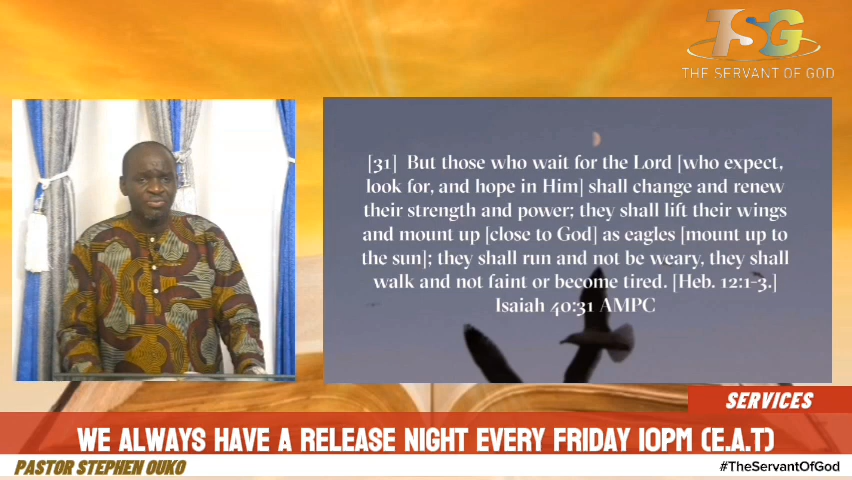 TSG
THE SERVANT OF GOD
[31] But those who wait for the Lord [who expect,
look for, and hope in Him] shall change and renew
their strength and power; they shall lift their wings
and mount up [close to God] as eagles [mount up to
the sun]; they shall run and not be weary, they shall
walk and not faint or become tired. [Heb. 12:1-3.]
Isaiah 40:31 AMPC
SERVICES
WE ALWAYS HAVE A RELEASE NIGHT EVERY FRIDAY 10PM (E.A.T)
PASTOR STEPHEN OUKO
#TheServantOfGod